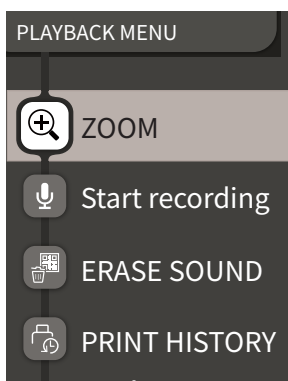 PLAYBACK MENU
ZOOM
Start recording
ERASE SOUND
PRINT HISTORY